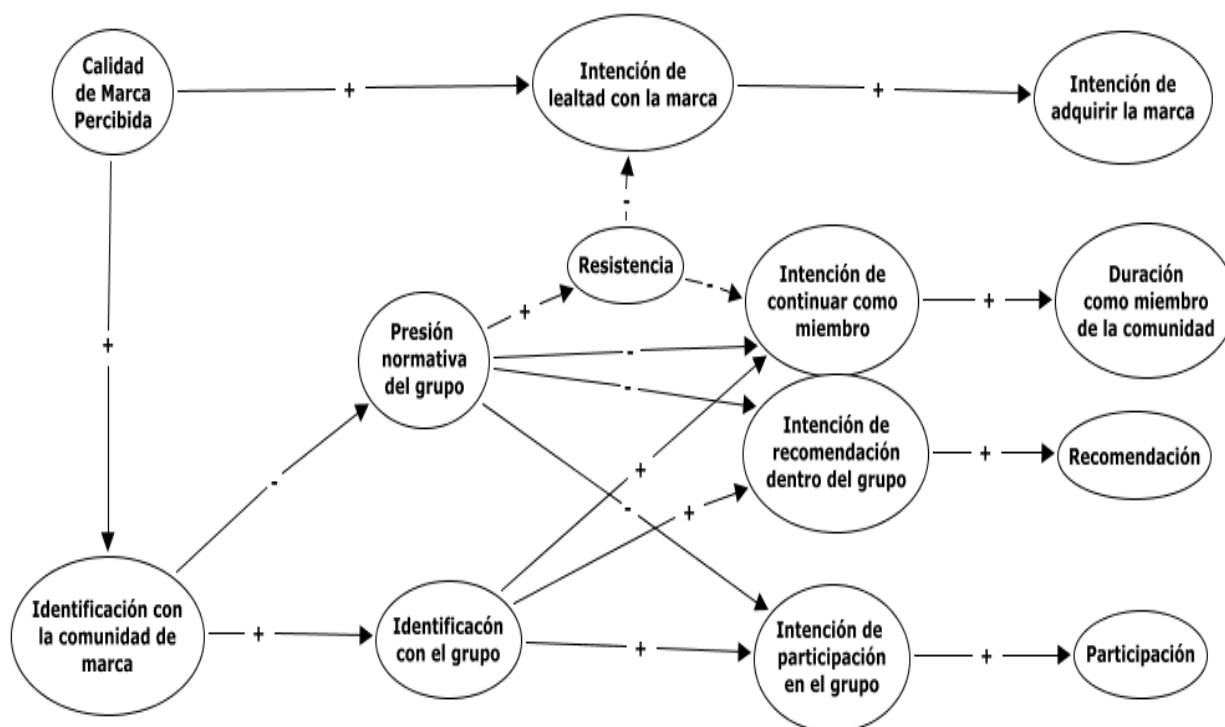 Calidad
de Marca
Percibida
+
Intención de
lealtad con la marca
+
Intención de
adquirir la marca
-
Resistencia
+
-
Intención de
continuar como
miembro
+
Duración
como miembro
de la comunidad
+
Presión
normativa
del grupo
-
-
Intención de
recomendación
dentro del grupo
+
Recomendación
-
+
-
+
Identificación con
la comunidad de
marca
+
Identificacón
con el grupo
+
Intención de
participación
en el grupo
+
Participación